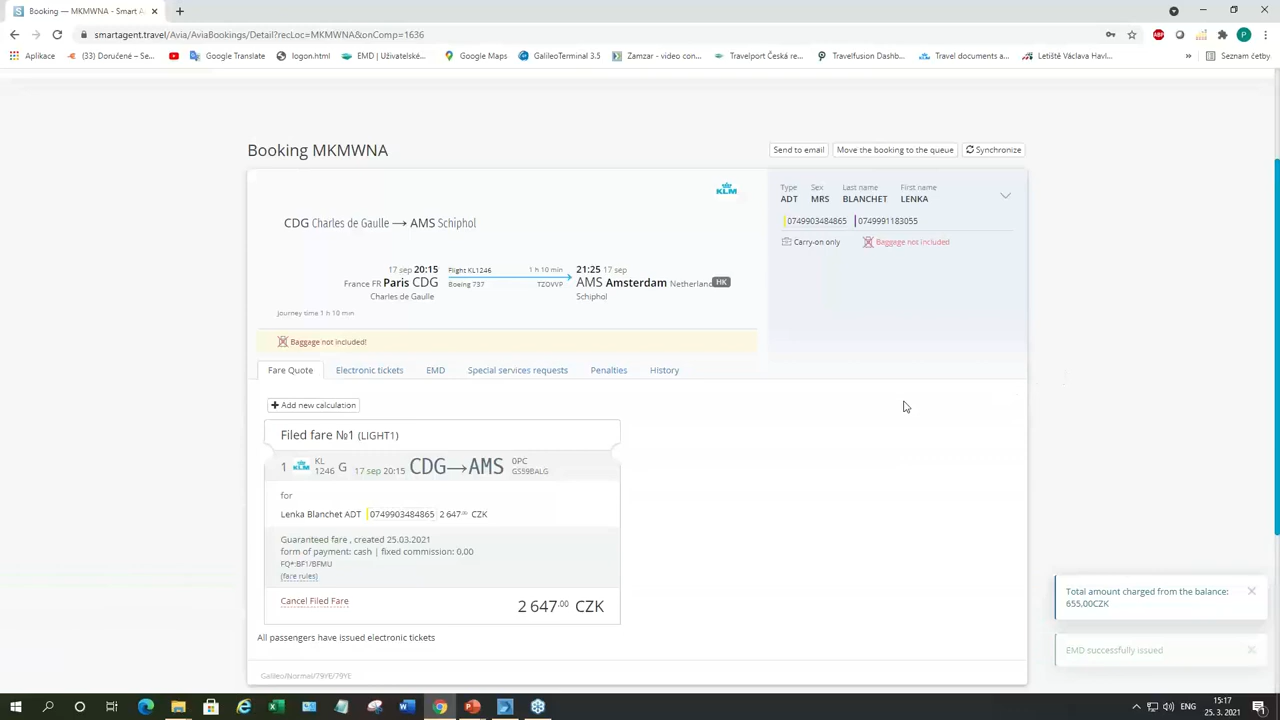 Booking — MKMWNA - Smart A
smartagent.travel/Avia/AviaBookings/Detail?recLoc=MKMWNA&onComp=1636
Aplikace
(33) Doručené – Se...
Google Translate
logon.html
EMD | Uživatelské...
Google Maps
GalileoTerminal 3.5
Zamzar - video con...
Travelport Česká re...
Travelfusion Dashb...
Travel documents a...
Letiště Václava Havl...
»
Seznam četby
Booking MKMWNA
Send to email
Move the booking to the queue
Synchronize
KLM
Type
Sex
Last name
First name
ADT
MRS
BLANCHET
LENKA
CDG Charles de Gaulle → AMS Schiphol
0749903484865
0749991183055
Carry-on only
Baggage not included
17 sep 20:15
Flight KL1246
1 h 10 min
21:25 17 sep
France FR Paris CDG
Boeing 737
TZOVVP
AMS Amsterdam Netherland
HK
Charles de Gaulle
Schiphol
Journey time 1 h 10 min
Baggage not included!
Fare Quote
Electronic tickets
EMD
Special services requests
Penalties
History
+ Add new calculation
Filed fare №1 (LIGHT1)
1
KLM
KL
1246
G
17 sep 20:15
CDG→AMS
0PC
GS59BALG
for
Lenka Blanchet ADT
0749903484865
2 647.00 CZK
Guaranteed fare , created 25.03.2021
form of payment: cash | fixed commission: 0.00
FQ*:BF1/BFMU
(fare rules)
Cancel Filed Fare
2 647.00 CZK
All passengers have issued electronic tickets
Galileo/Normal/79YE/79YE
Total amount charged from the balance:
655,00CZK
EMD successfully issued
ENG
15:17
25. 3. 2021